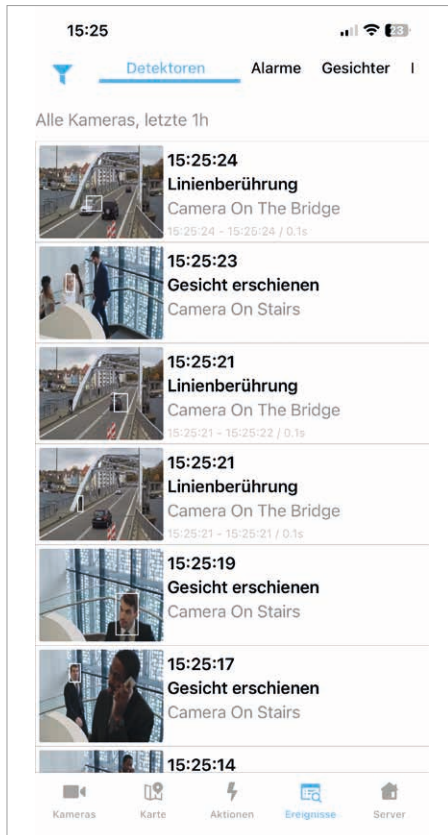 15:25
23
Detektoren Alarme Gesichter
Alle Kameras, letzte 1h
15:25:24
Linienberührung
Camera On The Bridge
15:25:24 - 15:25:24 / 0.1s
15:25:23
Gesicht erschienen
Camera On Stairs
15:25:21
Linienberührung
Camera On The Bridge
15:25:21 - 15:25:22 / 0.1s
15:25:21
Linienberührung
Camera On The Bridge
15:25:21 - 15:25:21 / 0.1s
15:25:19
Gesicht erschienen
Camera On Stairs
15:25:17
Gesicht erschienen
Camera On Stairs
15:25:14
Kameras Karte Aktionen Ereignisse Server